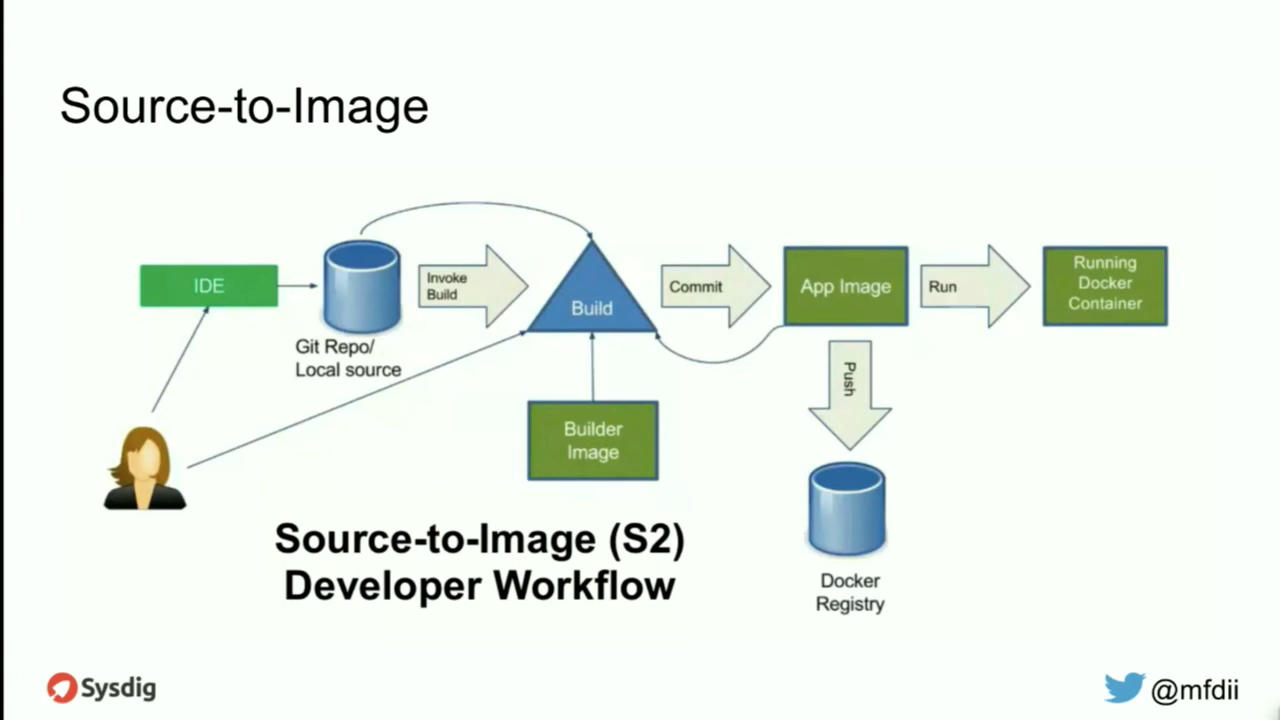 Source-to-Image
IDE
Git Repo/
Local source
Invoke
Build
Build
Commit
App Image
Run
Running
Docker
Container
Push
Builder
Image
Docker
Registry
Source-to-Image (S2)
Developer Workflow
Sysdig
@mfdii